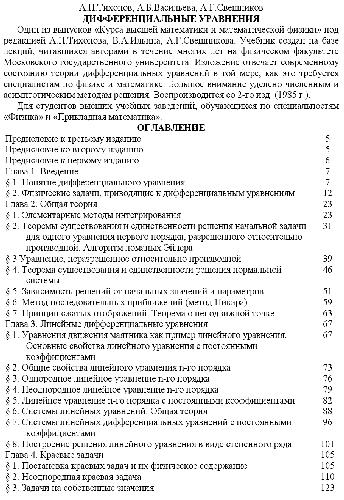 А.Н.Тихонов, А.Б.Васильева, А.Г.Свешников
ДИФФЕРЕНЦИАЛЬНЫЕ УРАВНЕНИЯ
Один из выпусков «Курса высшей математики и математической физики» под
редакцией А.Н.Тихонова, В.А.Ильина, А.Г.Свешникова. Учебник создан на базе
лекций, читавшихся авторами в течение многих лет на физическом факультете
Московского государственного университета. Изложение отвечает современному
состоянию теории дифференциальных уравнений в той мере, как это требуется
специалистам по физике и математике. Большое внимание уделено численным и
асимптотическим методам решения. Воспроизводится со 2-го изд. (1985 г.).
Для студентов высших учебных заведений, обучающихся по специальностям
«Физика» и «Прикладная математика».
ОГЛАВЛЕНИЕ
Предисловие к третьему изданию 5
Предисловие ко второму изданию 5
Предисловие к первому изданию 6
Глава 1. Введение 7
§ 1. Понятие дифференциального уравнения 7
§ 2. Физические задачи, приводящие к дифференциальным уравнениям 12
Глава 2. Общая теория 23
§ 1. Элементарные методы интегрирования 23
§ 2. Теоремы существования и единственности решения начальной задачи 31
для одного уравнения первого порядка, разрешенного относительно
производной. Алгоритм ломаных Эйлера
§ 3. Уравнение, неразрешенное относительно производной 39
§ 4. Теорема существования и единственности решения нормальной 46
системы
§ 5. Зависимость решений от начальных значений и параметров 51
§ 6. Метод последовательных приближений (метод Пикара) 59
§ 7. Принцип сжатых отображений. Теорема о неподвижной точке 63
Глава 3. Линейные дифференциальные уравнения 67
§ 1. Уравнения движения маятника как пример линейного уравнения. 67
Основные свойства линейного уравнения с постоянными
коэффициентами
§ 2. Общие свойства линейного уравнения n-го порядка 73
§ 3. Однородное линейное уравнение n-го порядка 76
§ 4. Неоднородное линейное уравнение n-го порядка 79
§ 5. Линейное уравнение n-го порядка с постоянными коэффициентами 82
§ 6. Системы линейных уравнений. Общая теория 88
§ 7. Системы линейных дифференциальных уравнений с постоянными 96
коэффициентами
§ 8. Построение решения линейного уравнения в виде степенного ряда 101
Глава 4. Краевые задачи 105
§ 1. Постановка краевых задач и их физическое содержание 105
§ 2. Неоднородная краевая задача 110
§ 3. Задачи на собственные значения 123